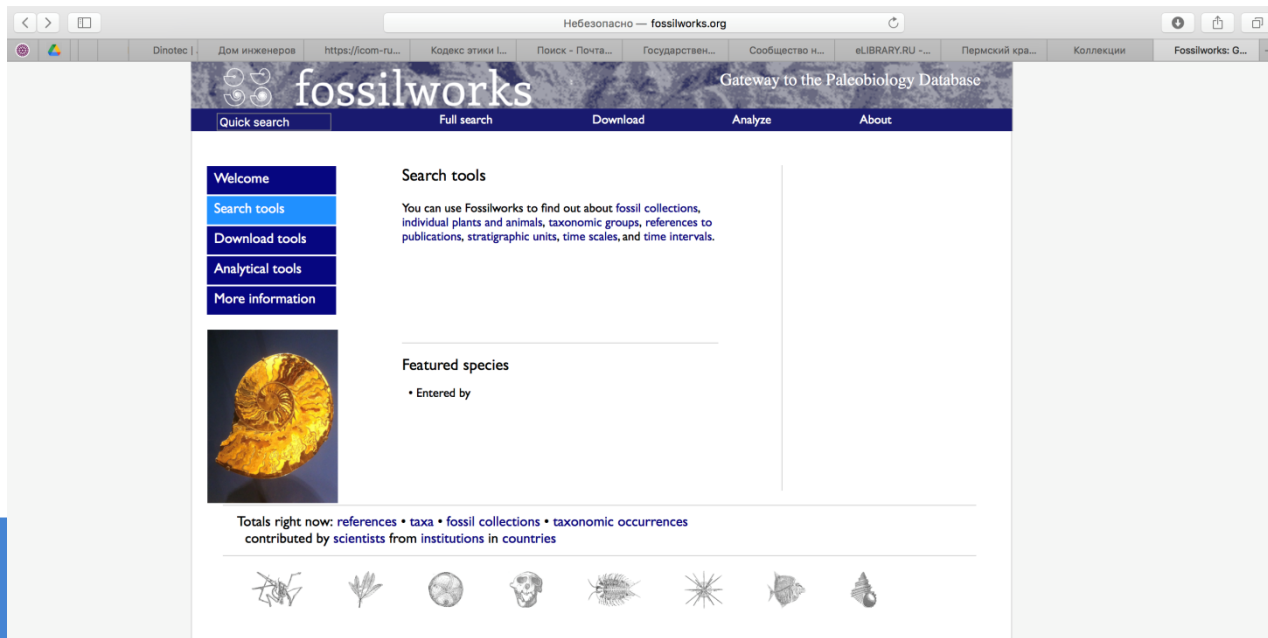 Небезопасно — fossilworks.org
Dinotec | Дом инженеров https://icom-ru... Кодекс этики I... Поиск - Почта... Государствен... Сообщество н... eLIBRARY.RU -... Пермский кра... Коллекции Fossilworks: G...
fossilworks
Gateway to the Paleobiology Database
Quick search Full search Download Analyze About
Welcome
Search tools
Download tools
Analytical tools
More information
Search tools
You can use Fossilworks to find out about fossil collections,
individual plants and animals, taxonomic groups, references to
publications, stratigraphic units, time scales, and time intervals.
Featured species
• Entered by
Totals right now: references • taxa • fossil collections • taxonomic occurrences
contributed by scientists from institutions in countries